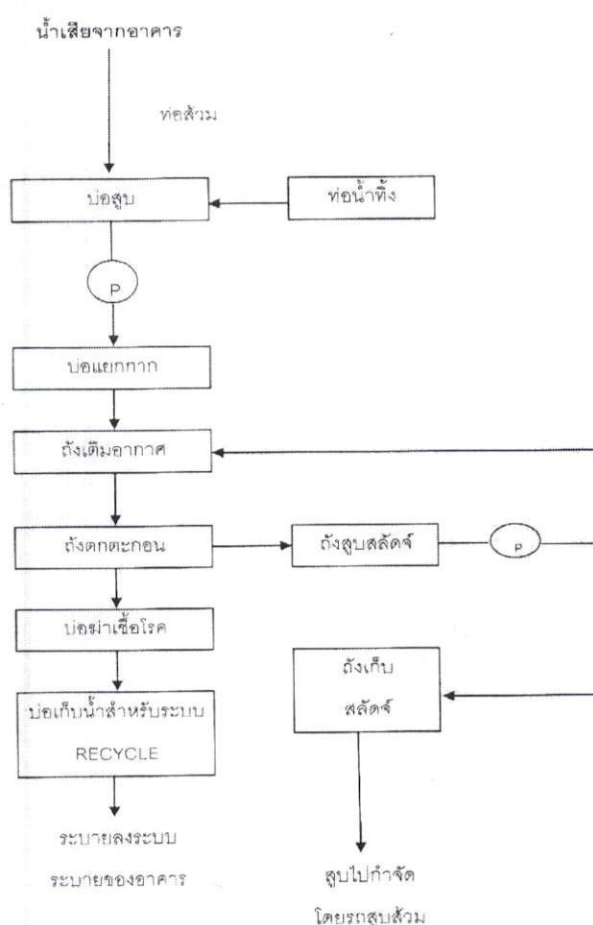 น้ำเสียจากอาคาร
ท่อส้วม
บ่อสูบ
ท่อน้ำทิ้ง
P
บ่อแยกกาก
ถังเติมอากาศ
ถังตกตะกอน
ถังสูบสลัดจ์
P
บ่อฆ่าเชื้อโรค
ถังเก็บ
สลัดจ์
บ่อเก็บน้ำสำหรับระบบ
RECYCLE
ระบายลงระบบ
ระบายของอาคาร
สูบไปกำจัด
โดยรถสูบส้วม